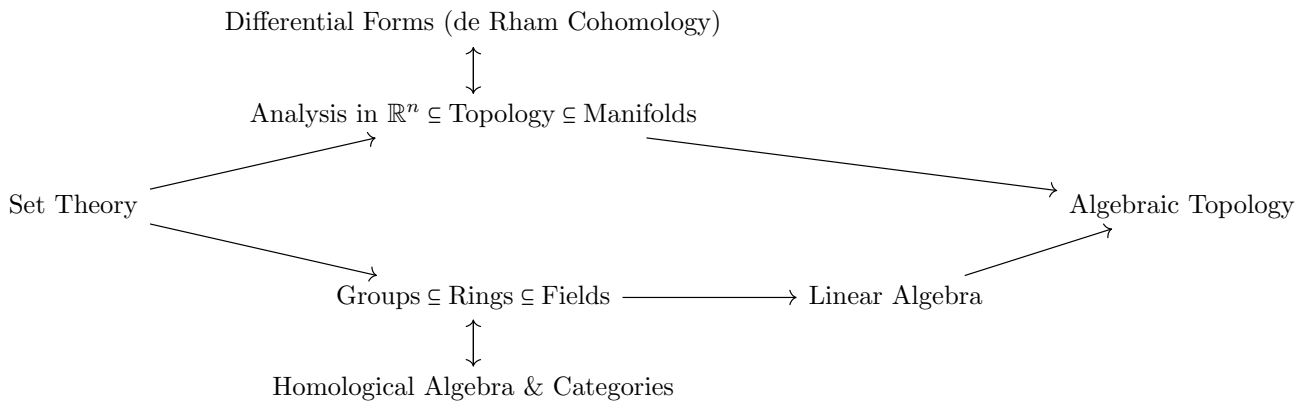 Differential Forms (de Rham Cohomology)
Analysis in ℝⁿ ⊆ Topology ⊆ Manifolds
Set Theory
Algebraic Topology
Groups ⊆ Rings ⊆ Fields
Linear Algebra
Homological Algebra & Categories